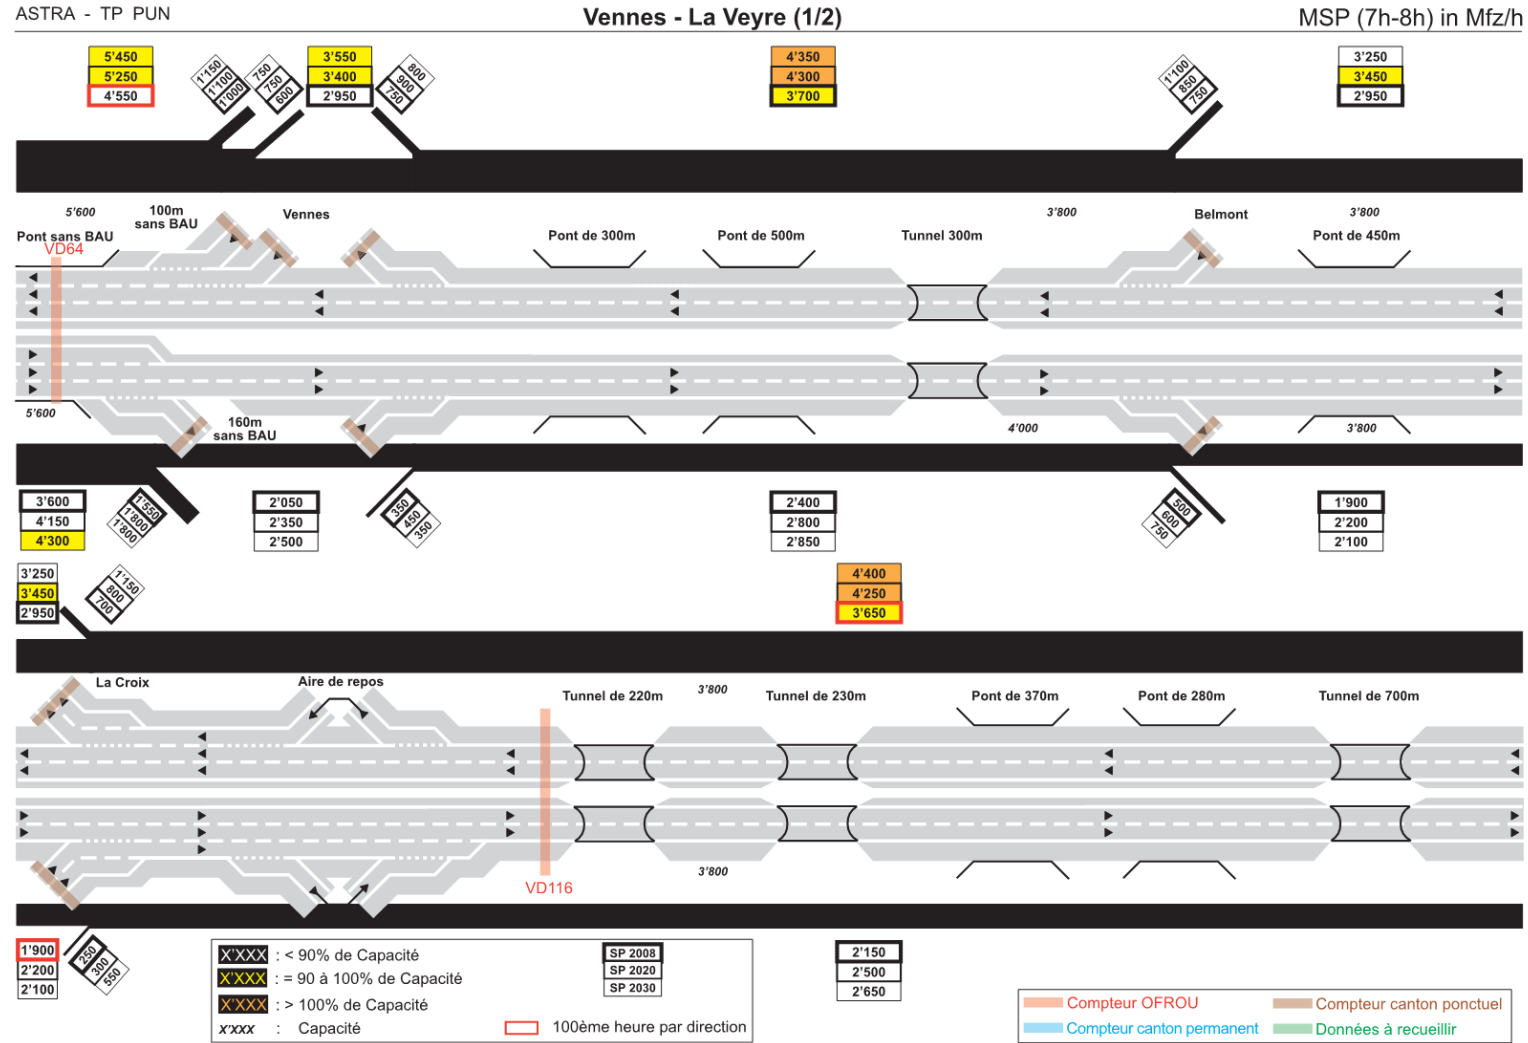 ASTRA - TP PUN
Vennes - La Veyre (1/2)
MSP (7h-8h) in Mfz/h
5'450
5'250
4'550
1'150
1'100
1'000
750
750
600
3'550
3'400
2'950
800
900
750
4'350
4'300
3'700
1'100
850
750
3'250
3'450
2'950
5'600
100m
sans BAU
Vennes
3'800
Belmont
3'800
Pont sans BAU
VD64
Pont de 300m
Pont de 500m
Tunnel 300m
Pont de 450m
5'600
160m
sans BAU
4'000
3'800
3'600
4'150
4'300
1'550
1'800
1'800
2'050
2'350
2'500
350
450
350
2'400
2'800
2'850
500
600
750
1'900
2'200
2'100
3'250
3'450
2'950
1'150
800
700
4'400
4'250
3'650
La Croix
Aire de repos
Tunnel de 220m
3'800
Tunnel de 230m
Pont de 370m
Pont de 280m
Tunnel de 700m
3'800
VD116
1'900
2'200
2'100
250
300
550
X'XXX : < 90% de Capacité
X'XXX : = 90 à 100% de Capacité
X'XXX : > 100% de Capacité
X'XXX : Capacité
100ème heure par direction
SP 2008
SP 2020
SP 2030
2'150
2'500
2'650
Compteur OFROU
Compteur canton ponctuel
Compteur canton permanent
Données à recueillir